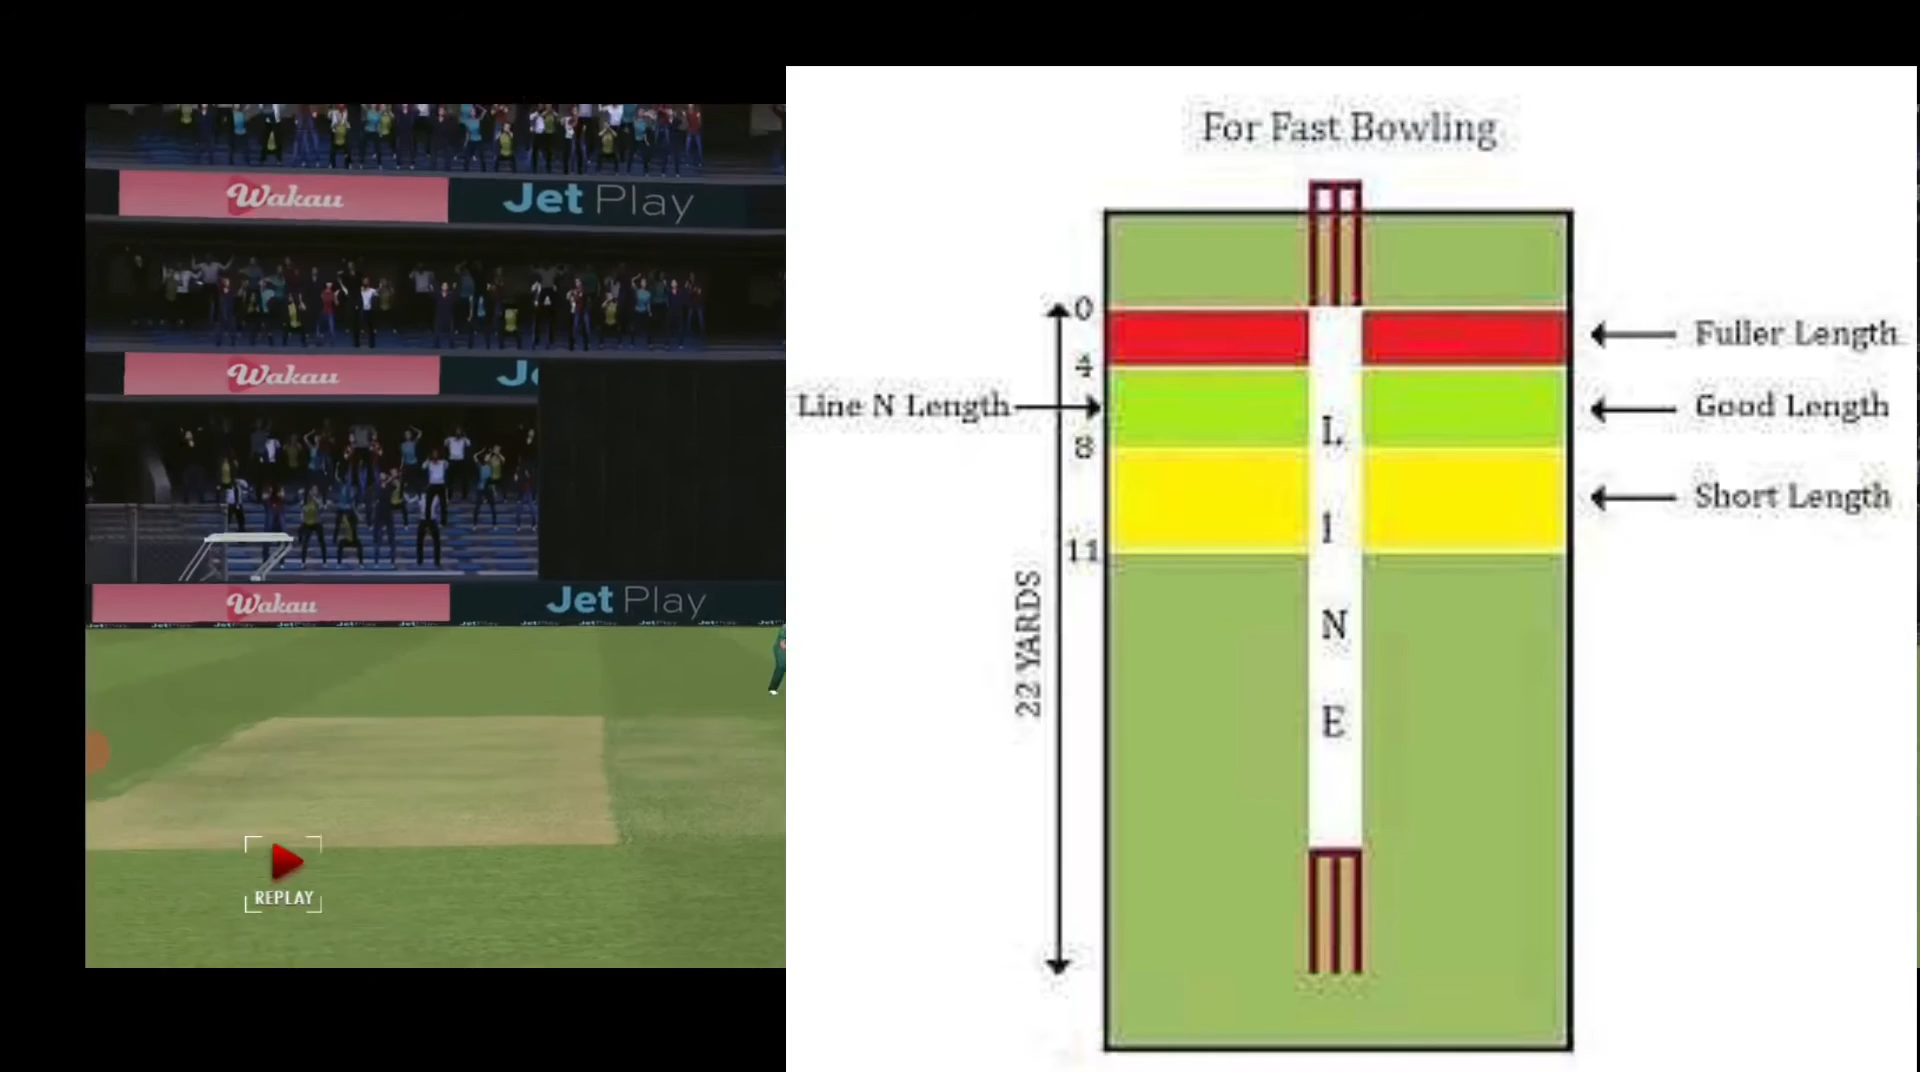 Wakau
Jet Play
Wakau
Je
Wakau
Jet Play
REPLAY
For Fast Bowling
0
4
8
11
Line N Length
22 YARDS
L
I
N
E
Fuller Length
Good Length
Short Length